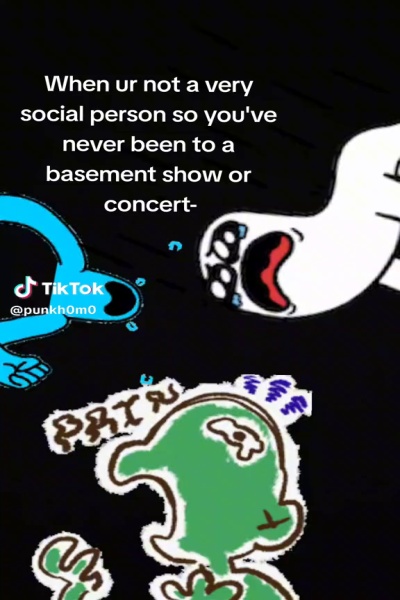 When ur not a very
social person so you've
never been to a
basement show or
concert-
TikTok
@punkh0m0
PAIN